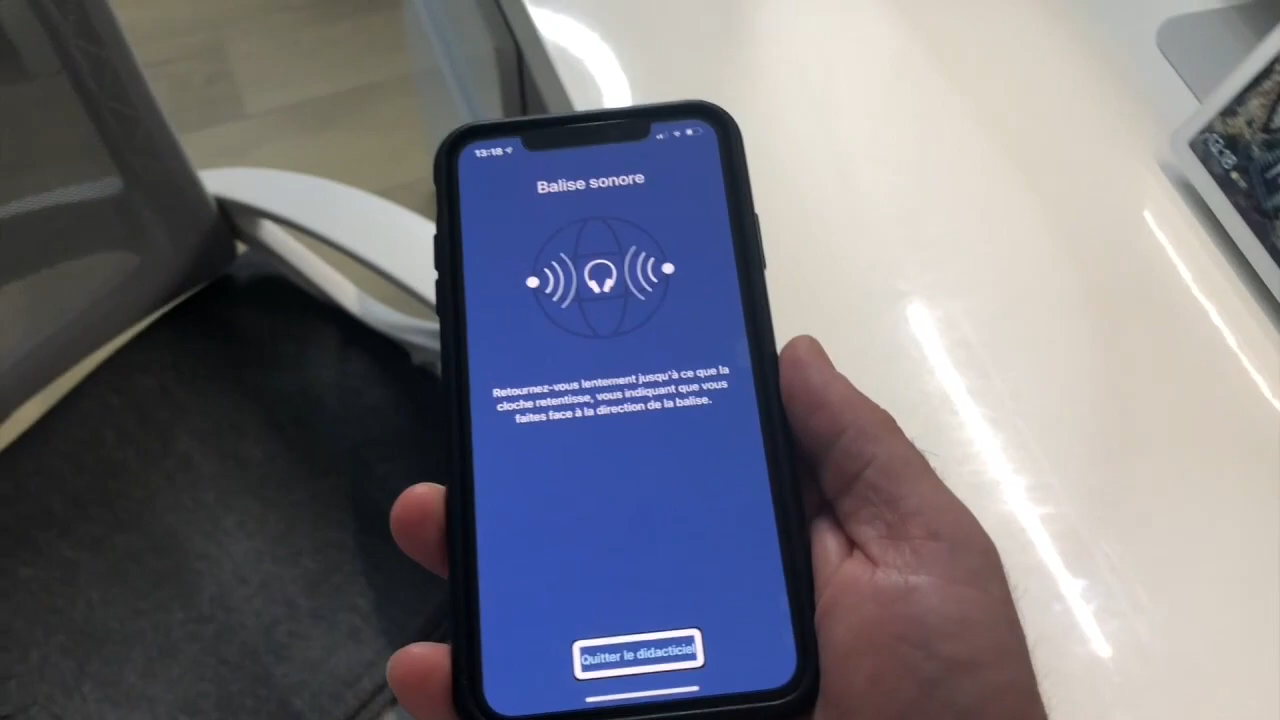 13:18
Balise sonore
Retournez-vous lentement jusqu'à ce que la
cloche retentisse, vous indiquant que vous
faites face à la direction de la balise.
Quitter le didacticiel